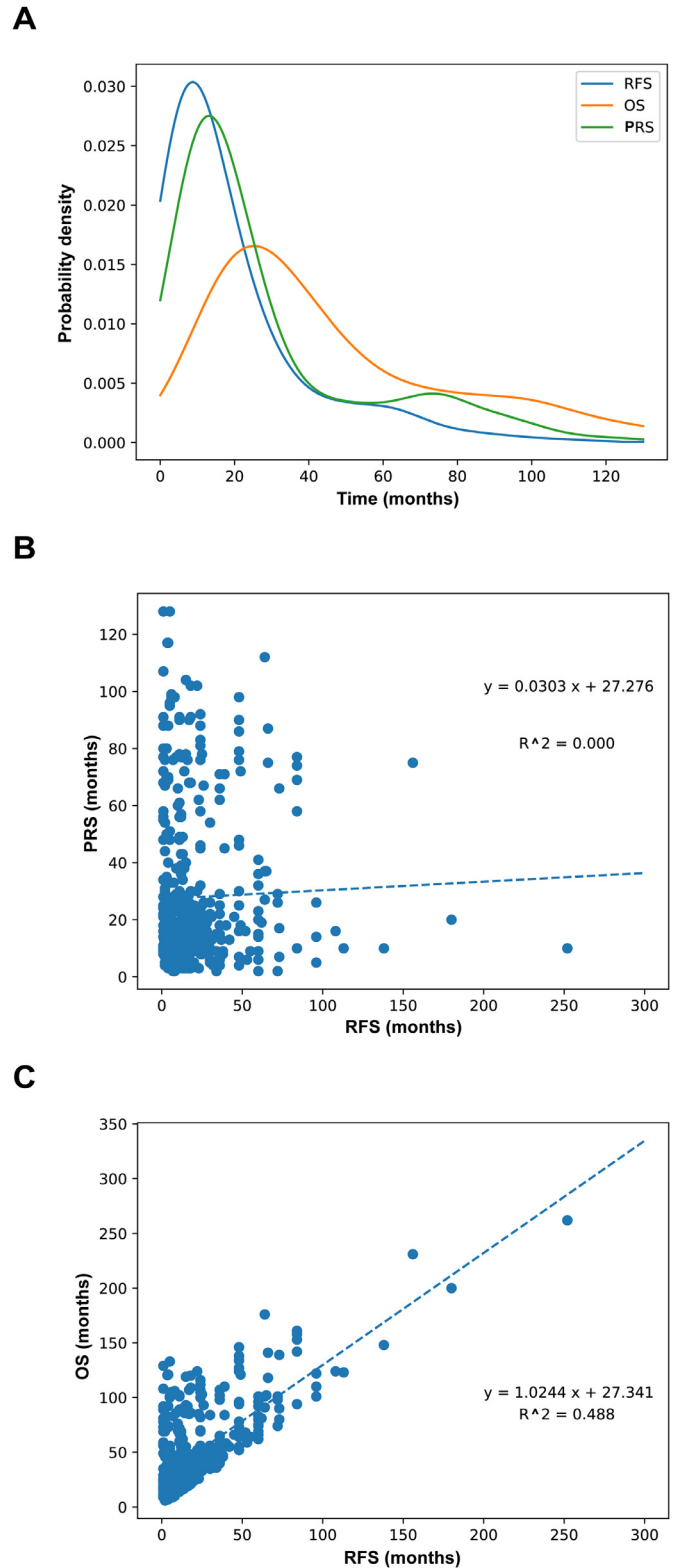 A
0.030
0.025
0.020
0.015
0.010
0.005
0.000
Probability density
RFS
OS
PRS
0 20 40 60 80 100 120
Time (months)
B
120
100
80
60
40
20
0
PRS (months)
y = 0.0303 x + 27.276
R^2 = 0.000
0 50 100 150 200 250 300
RFS (months)
C
350
300
250
200
150
100
50
0
OS (months)
y = 1.0244 x + 27.341
R^2 = 0.488
0 50 100 150 200 250 300
RFS (months)